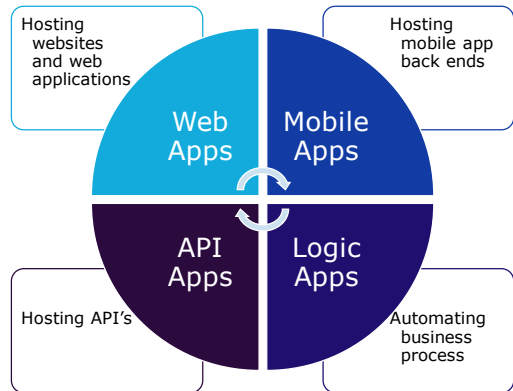 Hosting
websites
and web
applications
Hosting
mobile app
back ends
Web
Apps
Mobile
Apps
API
Apps
Logic
Apps
Hosting API’s
Automating
business
process